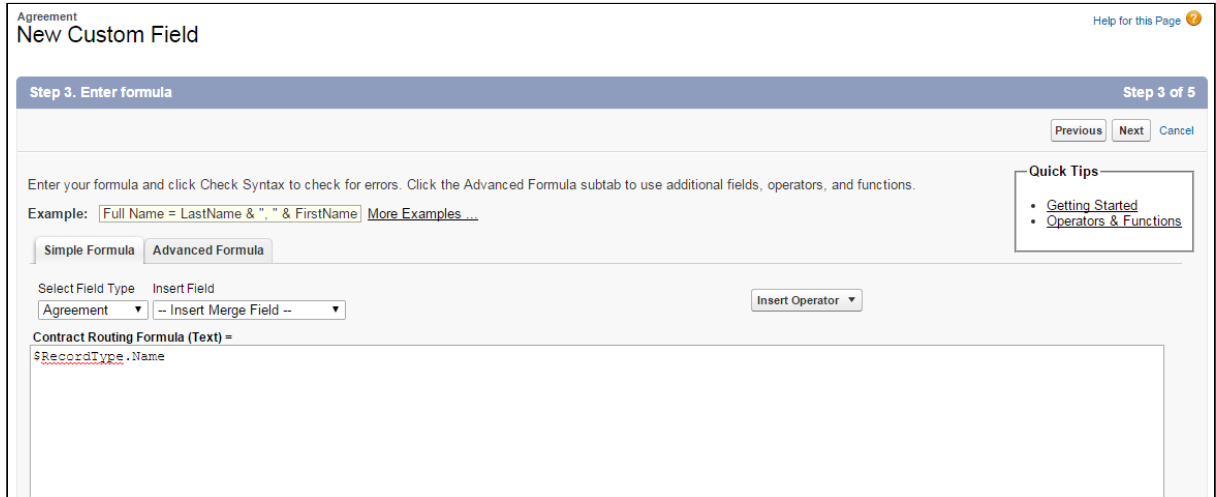 Agreement
New Custom Field
Help for this Page ?
Step 3. Enter formula Step 3 of 5
Previous Next Cancel
Quick Tips
Enter your formula and click Check Syntax to check for errors. Click the Advanced Formula subtab to use additional fields, operators, and functions.
Example: Full Name = LastName & ", " & FirstName More Examples ...
• Getting Started
• Operators & Functions
Simple Formula Advanced Formula
Select Field Type Insert Field
Agreement -- Insert Merge Field -- Insert Operator
Contract Routing Formula (Text) =
$RecordType.Name